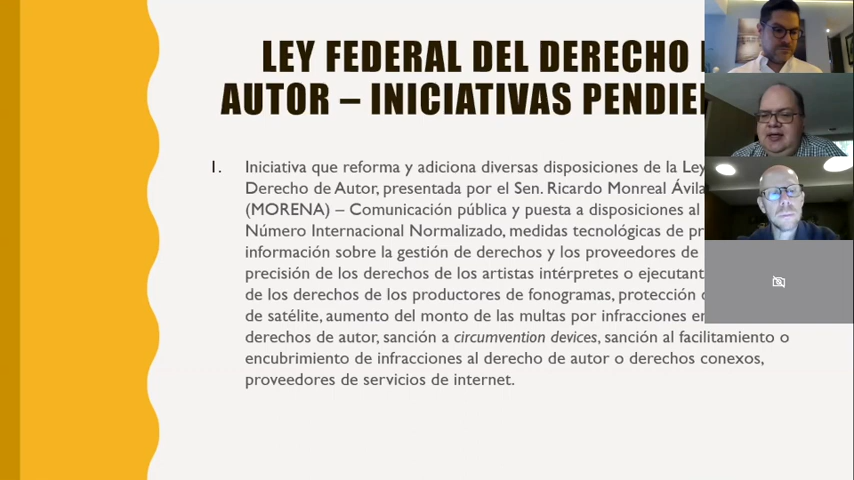 LEY FEDERAL DEL DERECHO
AUTOR – INICIATIVAS
1. Iniciativa que reforma y adiciona diversas disposiciones de la Ley
Derecho de Autor, presentada por el Sen. Ricardo Monreal Ávila
(MORENA) – Comunicación pública y puesta a disposiciones al
Número Internacional Normalizado, medidas tecnológicas de
información sobre la gestión de derechos y los proveedores de
precisión de los derechos de los artistas intérpretes o
de los derechos de los productores de fonogramas, protección
de satélite, aumento del monto de las multas por infracciones
derechos de autor, sanción a circumvention devices, sanción al facilitamiento o
encubrimiento de infracciones al derecho de autor o derechos conexos,
proveedores de servicios de internet.